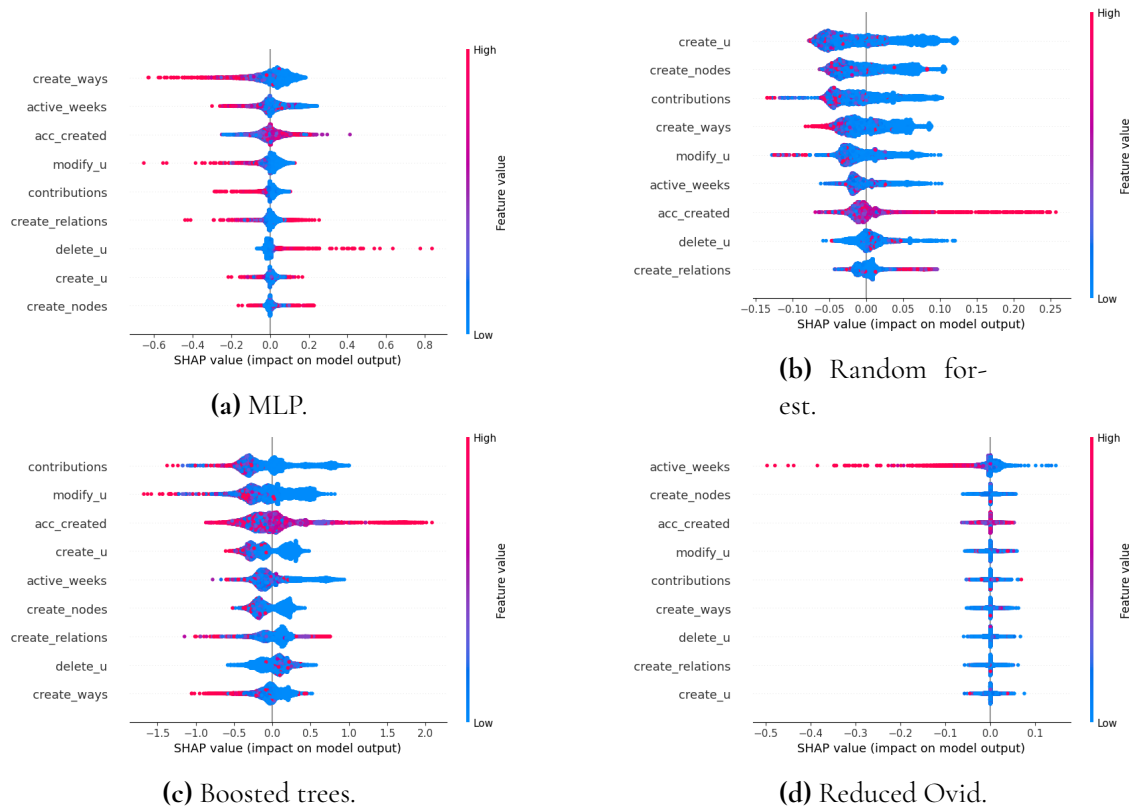 High
create_ways
active_weeks
acc_created
modify_u
contributions
create_relations
delete_u
create_u
create_nodes
Feature value
Low
−0.6 −0.4 −0.2 0.0 0.2 0.4 0.6 0.8
SHAP value (impact on model output)
(a) MLP.
High
create_u
create_nodes
contributions
create_ways
modify_u
active_weeks
acc_created
delete_u
create_relations
Feature value
Low
−0.15 −0.10 −0.05 0.00 0.05 0.10 0.15 0.20 0.25
SHAP value (impact on model output)
(b) Random for-
est.
High
contributions
modify_u
acc_created
create_u
active_weeks
create_nodes
create_relations
delete_u
create_ways
Feature value
Low
−1.5 −1.0 −0.5 0.0 0.5 1.0 1.5 2.0
SHAP value (impact on model output)
(c) Boosted trees.
High
active_weeks
create_nodes
acc_created
modify_u
contributions
create_ways
delete_u
create_relations
create_u
Feature value
Low
−0.5 −0.4 −0.3 −0.2 −0.1 0.0 0.1
SHAP value (impact on model output)
(d) Reduced Ovid.